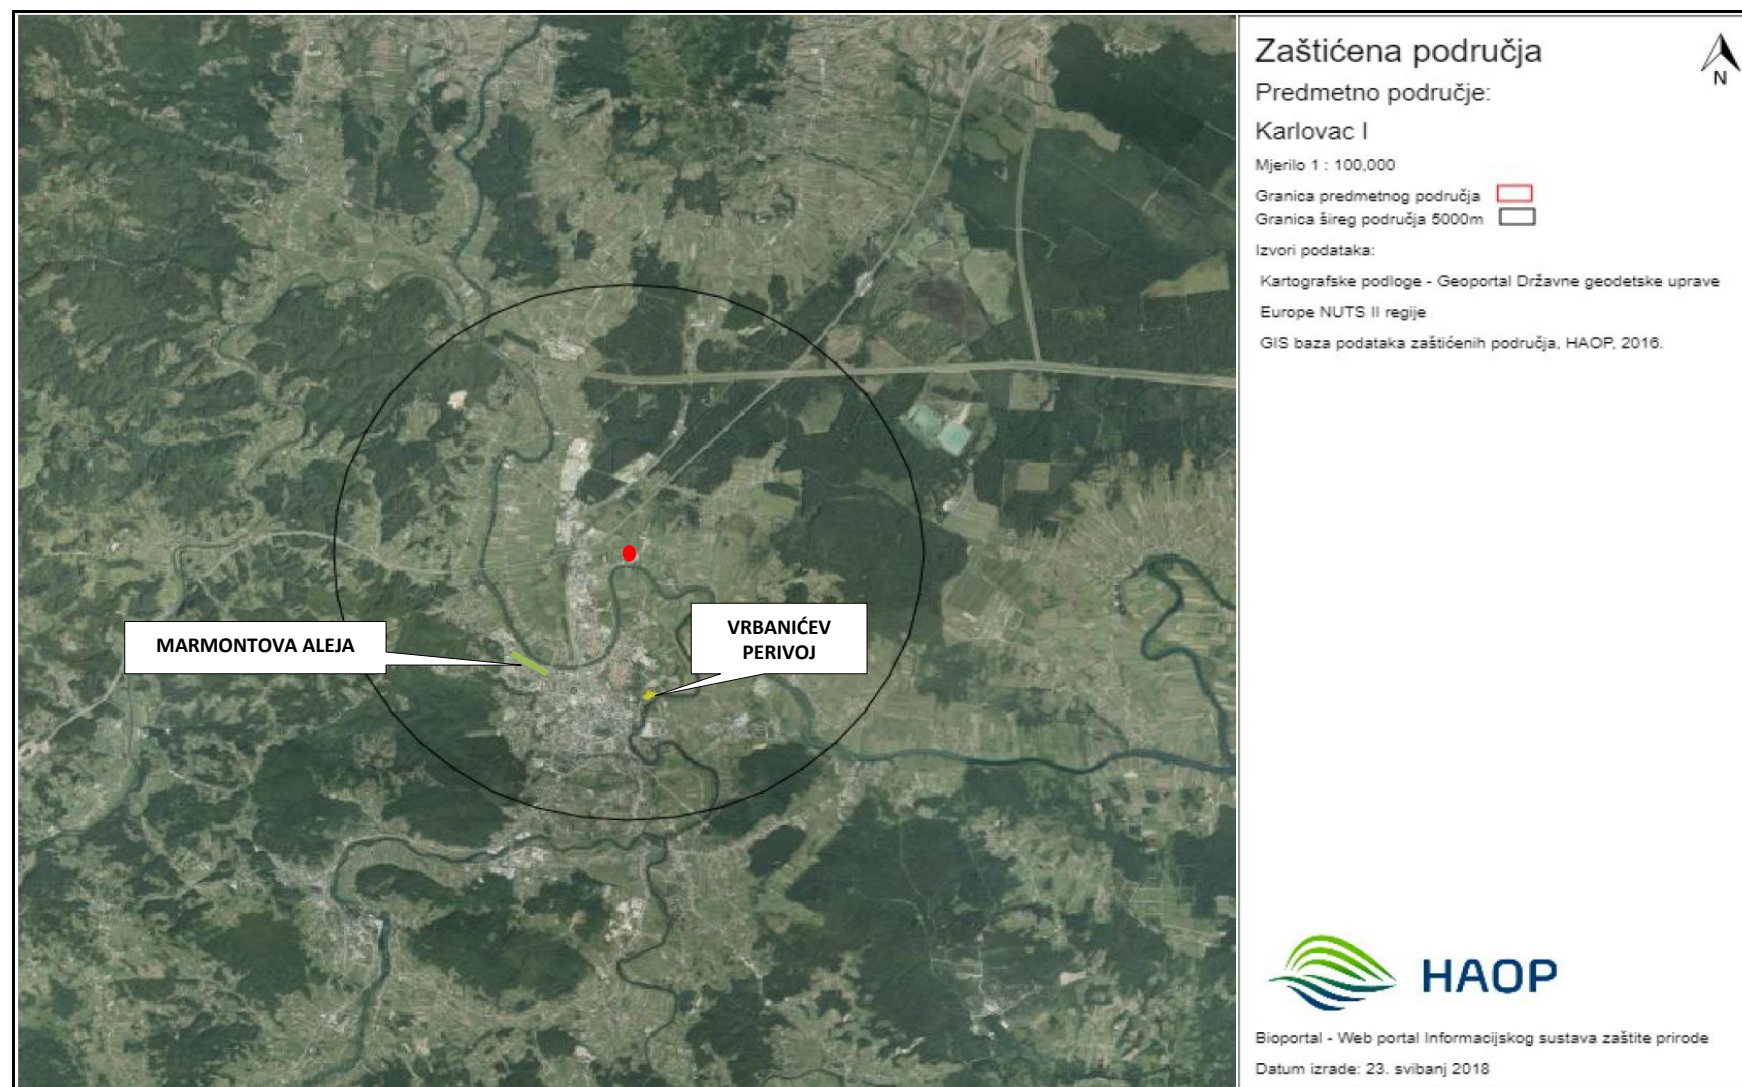 Zaštićena područja
N
Predmetno područje:
Karlovac I
Mjerilo 1 : 100,000
Granica predmetnog područja
Granica šireg područja 5000m
Izvori podataka:
Kartografske podloge - Geoportal Državne geodetske uprave
Europe NUTS II regije
GIS baza podataka zaštićenih područja, HAOP, 2016.
MARMONTOVA ALEJA
VRBANIĆEV
PERIVOJ
HAOP
Bioportal - Web portal Informacijskog sustava zaštite prirode
Datum izrade: 23. svibanj 2018